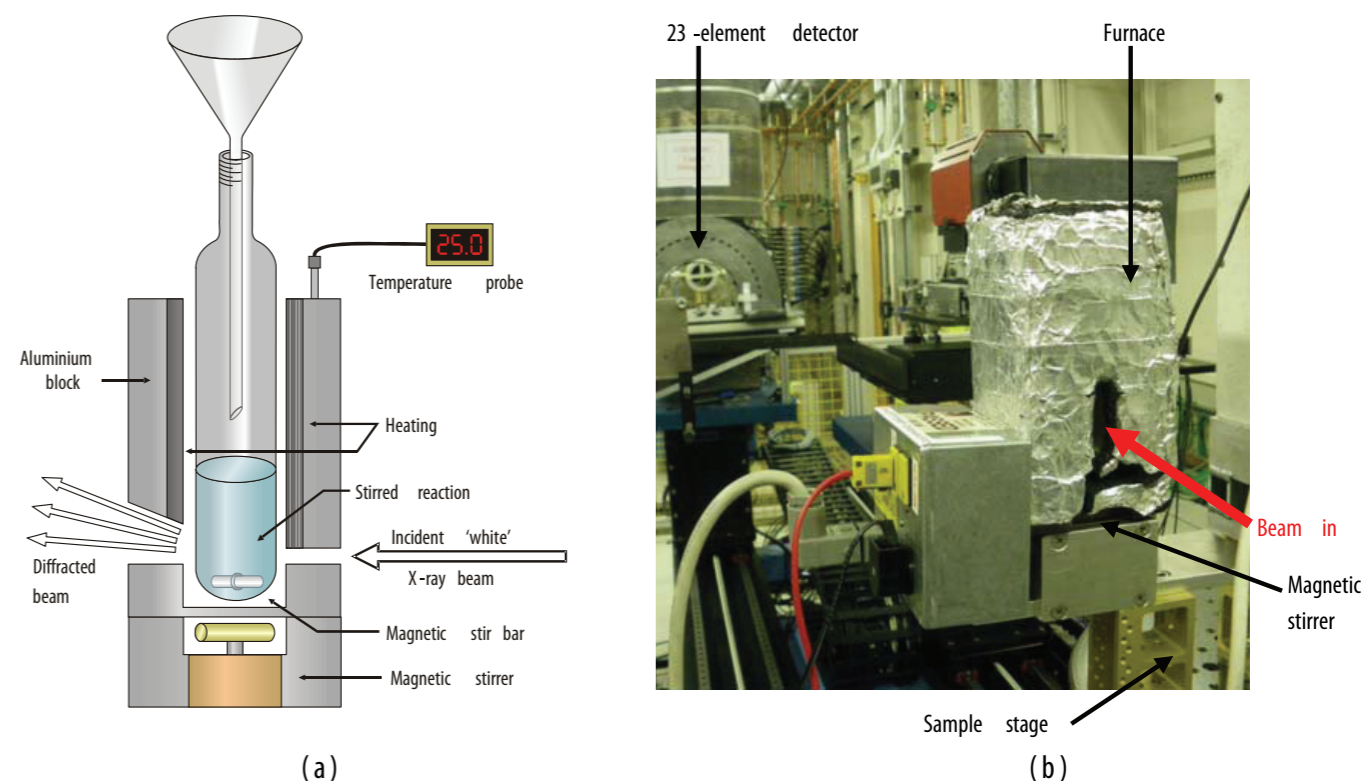 25.0
Temperature probe
Aluminium
block
Heating
Stirred reaction
Incident 'white'
X-ray beam
Diffracted
beam
Magnetic stir bar
Magnetic stirrer
(a)
23 -element detector
Furnace
Beam in
Magnetic
stirrer
Sample stage
(b)